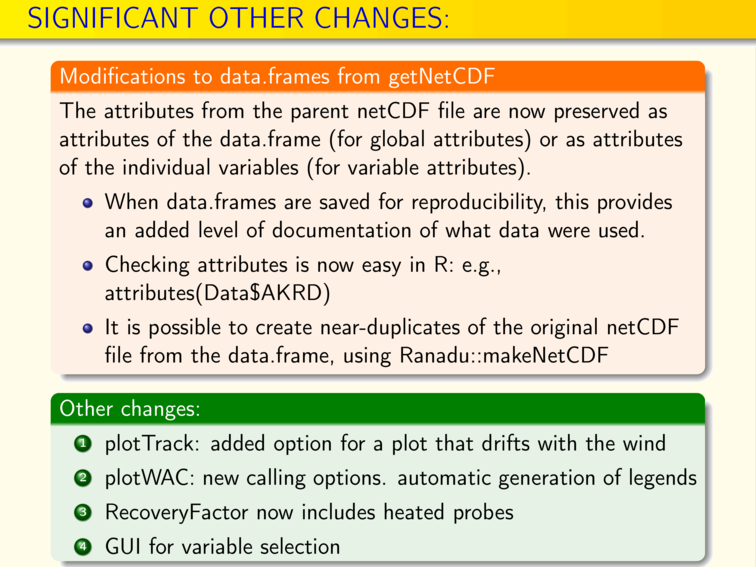 SIGNIFICANT OTHER CHANGES:
Modifications to data.frames from getNetCDF
The attributes from the parent netCDF file are now preserved as
attributes of the data.frame (for global attributes) or as attributes
of the individual variables (for variable attributes).
When data.frames are saved for reproducibility, this provides
an added level of documentation of what data were used.
Checking attributes is now easy in R: e.g.,
attributes(Data$AKRD)
It is possible to create near-duplicates of the original netCDF
file from the data.frame, using Ranadu::makeNetCDF
Other changes:
1 plotTrack: added option for a plot that drifts with the wind
2 plotWAC: new calling options. automatic generation of legends
3 RecoveryFactor now includes heated probes
4 GUI for variable selection